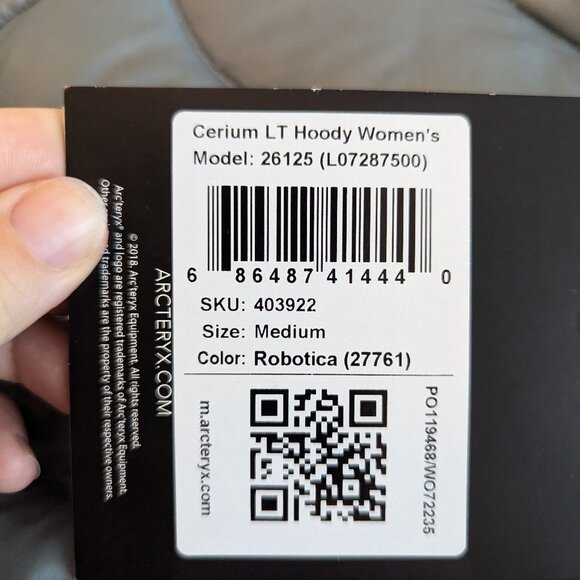 Cerium LT Hoody Women's
Model: 26125 (L07287500)
6 86487 41444 0
SKU: 403922
Size: Medium
Color: Robotica (27761)
m.arcteryx.com
PO119468/WO72235
ARCTERYX.COM
© 2018. Arc'teryx Equipment. All rights reserved.
Arc'teryx® and logo are registered trademarks of Arc'teryx Equipment.
Other trademarks are the property of their respective owners.